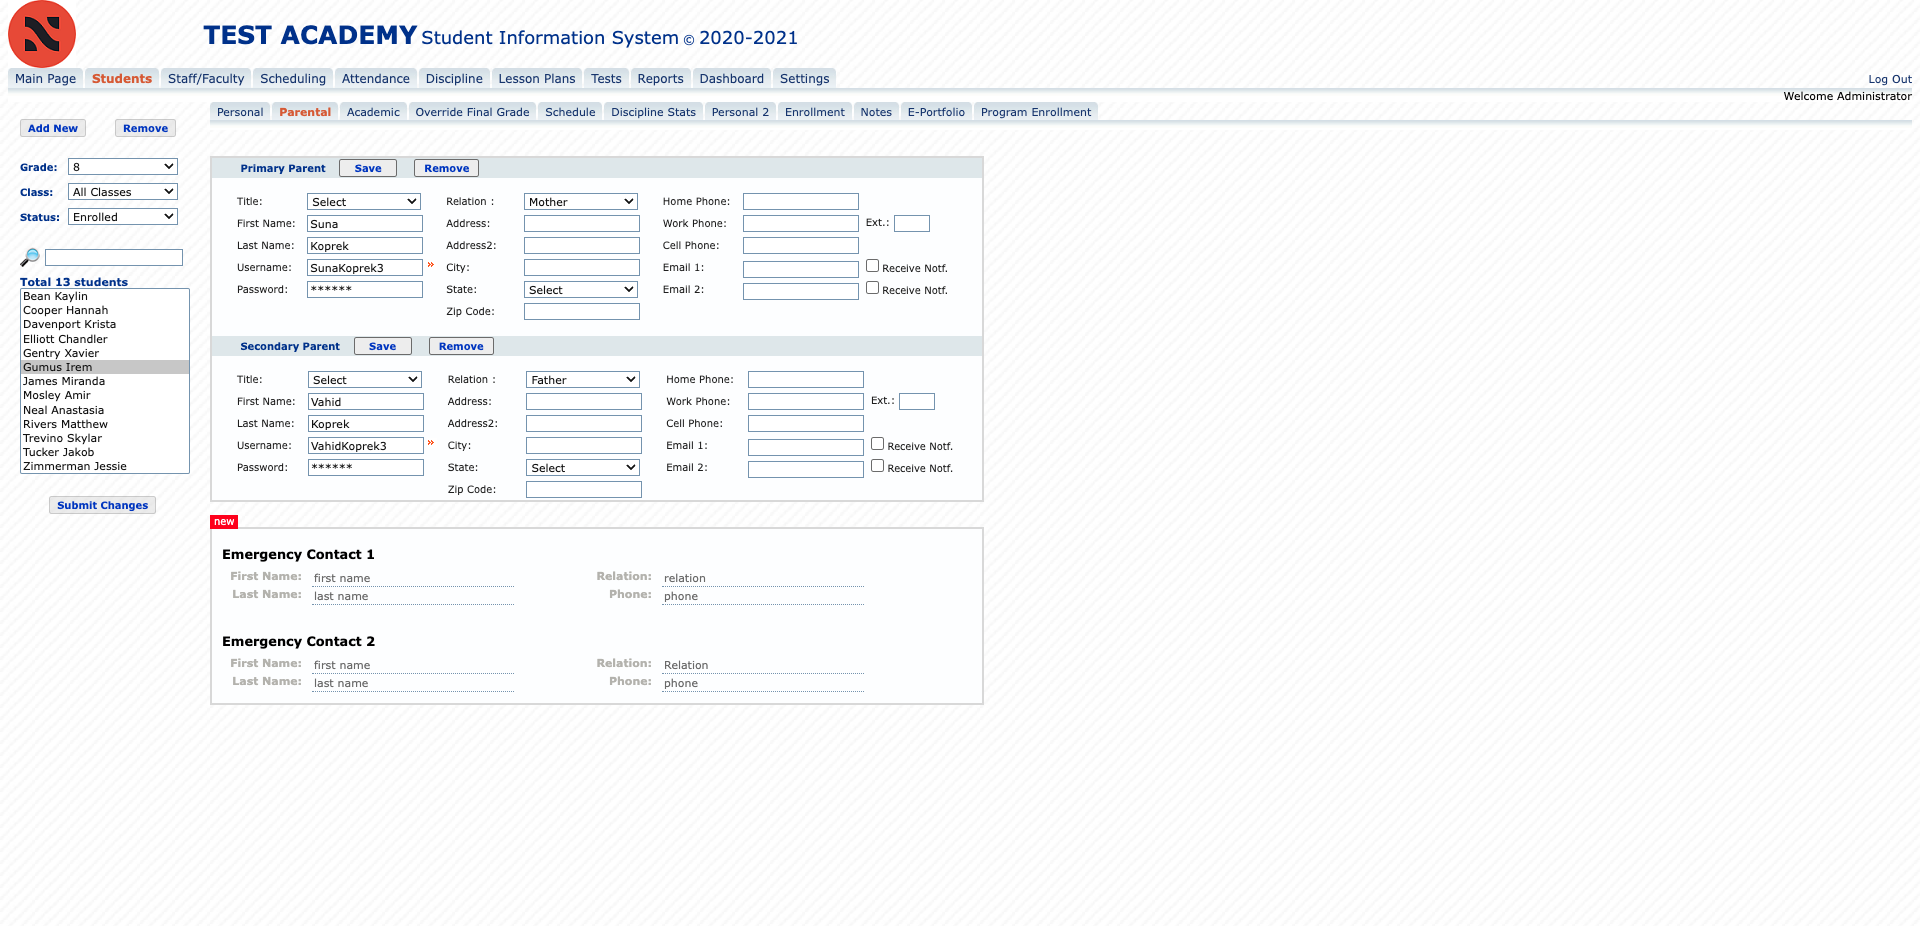 TEST ACADEMY Student Information System © 2020-2021
Main Page Students Staff/Faculty Scheduling Attendance Discipline Lesson Plans Tests Reports Dashboard Settings Log Out
Welcome Administrator
Personal Parental Academic Override Final Grade Schedule Discipline Stats Personal 2 Enrollment Notes E-Portfolio Program Enrollment
Add New Remove
Grade: 8
Class: All Classes
Status: Enrolled
Total 13 students
Bean Kaylin
Cooper Hannah
Davenport Krista
Elliott Chandler
Gentry Xavier
Gumus Irem
James Miranda
Mosley Amir
Neal Anastasia
Rivers Matthew
Trevino Skylar
Tucker Jakob
Zimmerman Jessie
Submit Changes
Primary Parent Save Remove
Title: Select Relation : Mother Home Phone:
First Name: Suna Address: Work Phone: Ext.:
Last Name: Koprek Address2: Cell Phone:
Username: SunaKoprek3 » City: Email 1: Receive Notf.
Password: ****** State: Select Email 2: Receive Notf.
Zip Code:
Secondary Parent Save Remove
Title: Select Relation : Father Home Phone:
First Name: Vahid Address: Work Phone: Ext.:
Last Name: Koprek Address2: Cell Phone:
Username: VahidKoprek3 » City: Email 1: Receive Notf.
Password: ****** State: Select Email 2: Receive Notf.
Zip Code:
new
Emergency Contact 1
First Name: first name Relation: relation
Last Name: last name Phone: phone
Emergency Contact 2
First Name: first name Relation: Relation
Last Name: last name Phone: phone